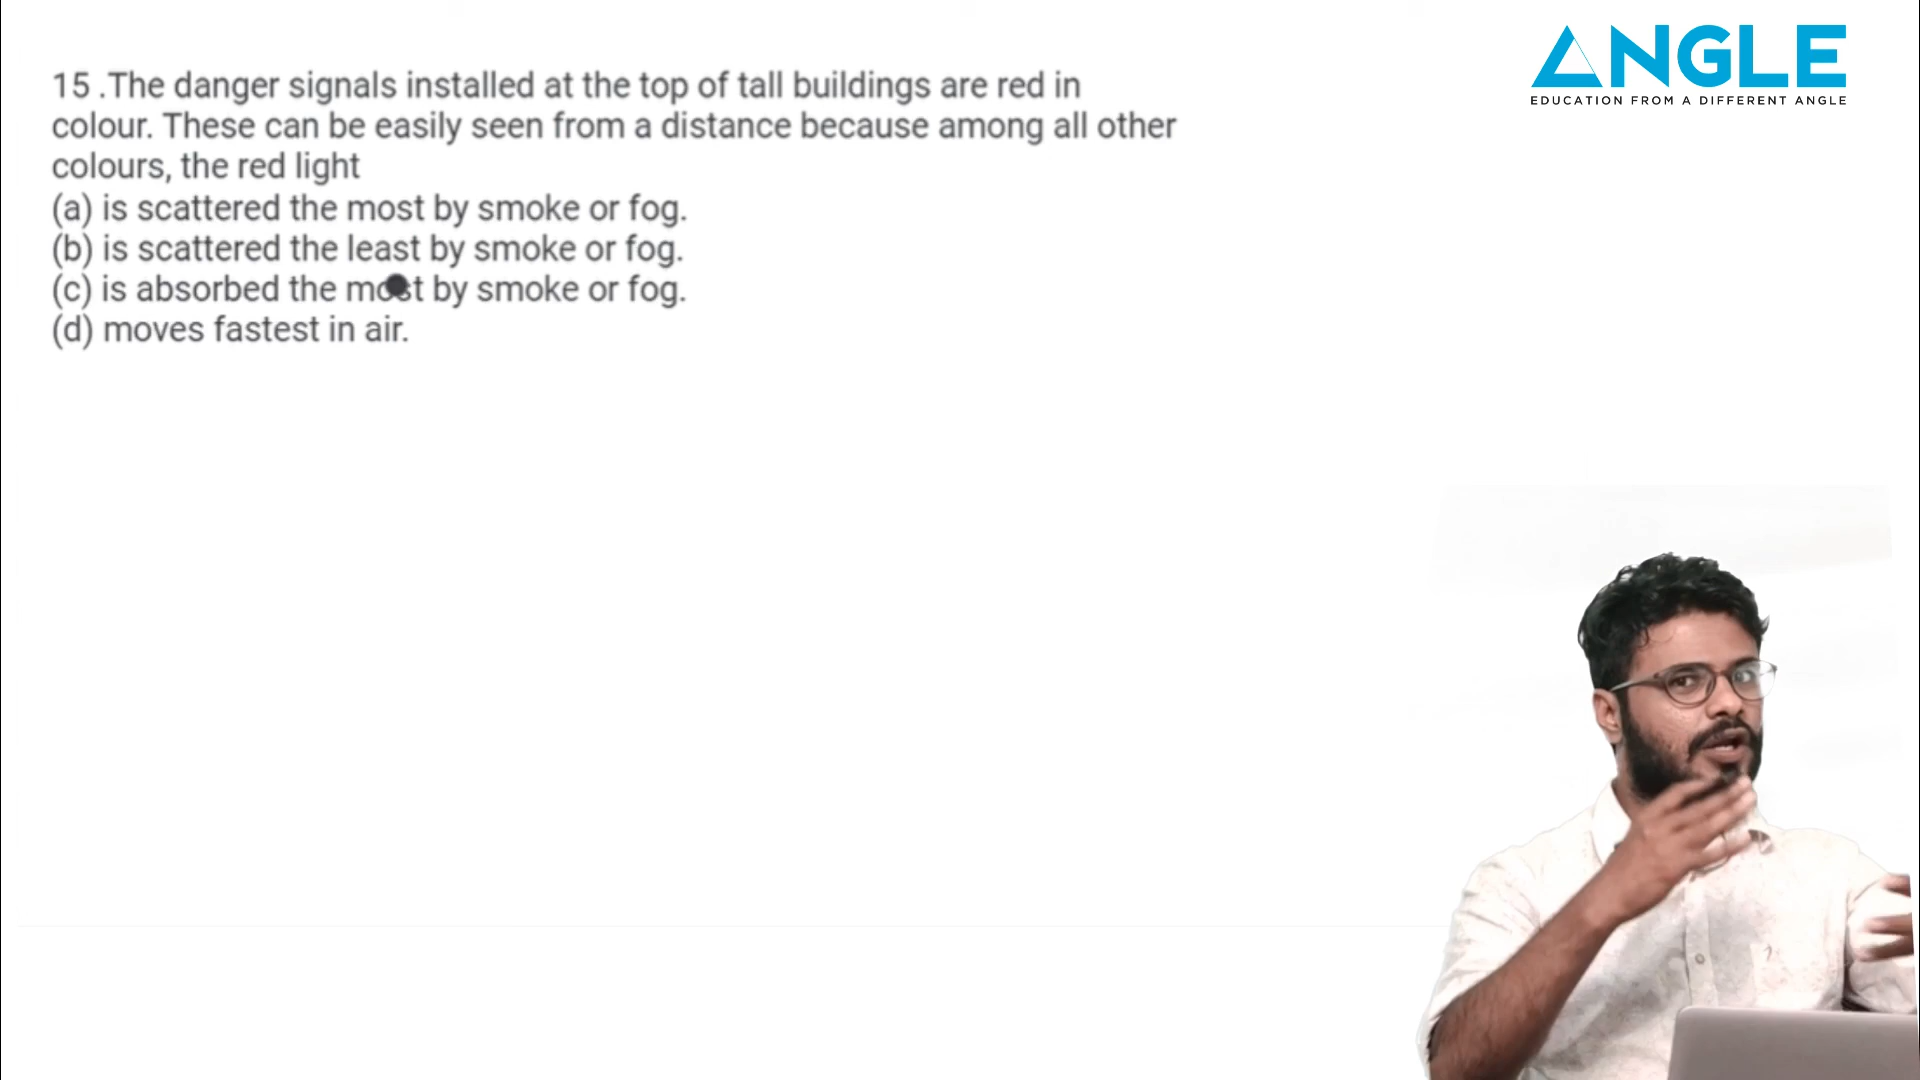 ANGLE
EDUCATION FROM A DIFFERENT ANGLE
15 .The danger signals installed at the top of tall buildings are red in
colour. These can be easily seen from a distance because among all other
colours, the red light
(a) is scattered the most by smoke or fog.
(b) is scattered the least by smoke or fog.
(c) is absorbed the most by smoke or fog.
(d) moves fastest in air.